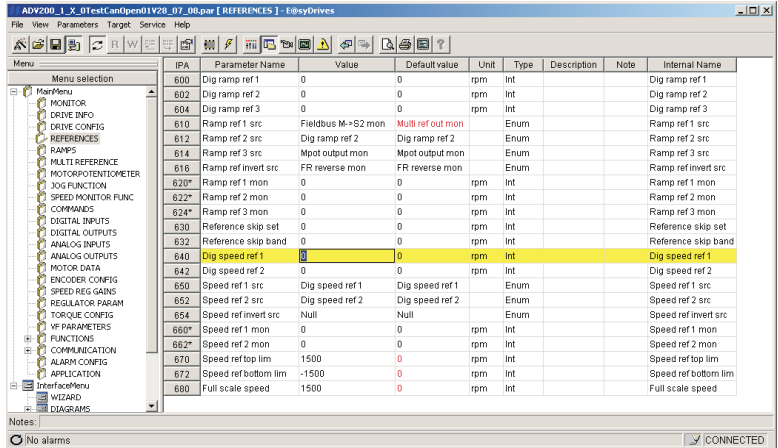 ADV200_1_X_0TestCanOpen01V28_07_08.par [ REFERENCES ] - E@syDrives
File View Parameters Target Service Help
R W
Menu
Menu selection
MainMenu
MONITOR
DRIVE INFO
DRIVE CONFIG
REFERENCES
RAMPS
MULTI REFERENCE
MOTORPOTENTIOMETER
JOG FUNCTION
SPEED MONITOR FUNC
COMMANDS
DIGITAL INPUTS
DIGITAL OUTPUTS
ANALOG INPUTS
ANALOG OUTPUTS
MOTOR DATA
ENCODER CONFIG
SPEED REG GAINS
REGULATOR PARAM
TORQUE CONFIG
VF PARAMETERS
FUNCTIONS
COMMUNICATION
ALARM CONFIG
APPLICATION
InterfaceMenu
WIZARD
DIAGRAMS
IPA Parameter Name Value Default value Unit Type Description Note Internal Name
600 Dig ramp ref 1 0 0 rpm Int Dig ramp ref 1
602 Dig ramp ref 2 0 0 rpm Int Dig ramp ref 2
604 Dig ramp ref 3 0 0 rpm Int Dig ramp ref 3
610 Ramp ref 1 src Fieldbus M->S2 mon Multi ref out mon Enum Ramp ref 1 src
612 Ramp ref 2 src Dig ramp ref 2 Dig ramp ref 2 Enum Ramp ref 2 src
614 Ramp ref 3 src Mpot output mon Mpot output mon Enum Ramp ref 3 src
616 Ramp ref invert src FR reverse mon FR reverse mon Enum Ramp ref invert src
620* Ramp ref 1 mon 0 0 rpm Int Ramp ref 1 mon
622* Ramp ref 2 mon 0 0 rpm Int Ramp ref 2 mon
624* Ramp ref 3 mon 0 0 rpm Int Ramp ref 3 mon
630 Reference skip set 0 0 rpm Int Reference skip set
632 Reference skip band 0 0 rpm Int Reference skip band
640 Dig speed ref 1 0 0 rpm Int Dig speed ref 1
642 Dig speed ref 2 0 0 rpm Int Dig speed ref 2
650 Speed ref 1 src Dig speed ref 1 Dig speed ref 1 Enum Speed ref 1 src
652 Speed ref 2 src Dig speed ref 2 Dig speed ref 2 Enum Speed ref 2 src
654 Speed ref invert src Null Null Enum Speed ref invert src
660* Speed ref 1 mon 0 0 rpm Int Speed ref 1 mon
662* Speed ref 2 mon 0 0 rpm Int Speed ref 2 mon
670 Speed ref top lim 1500 0 rpm Int Speed ref top lim
672 Speed ref bottom lim -1500 0 rpm Int Speed ref bottom lim
680 Full scale speed 1500 0 rpm Int Full scale speed
Notes:
No alarms CONNECTED